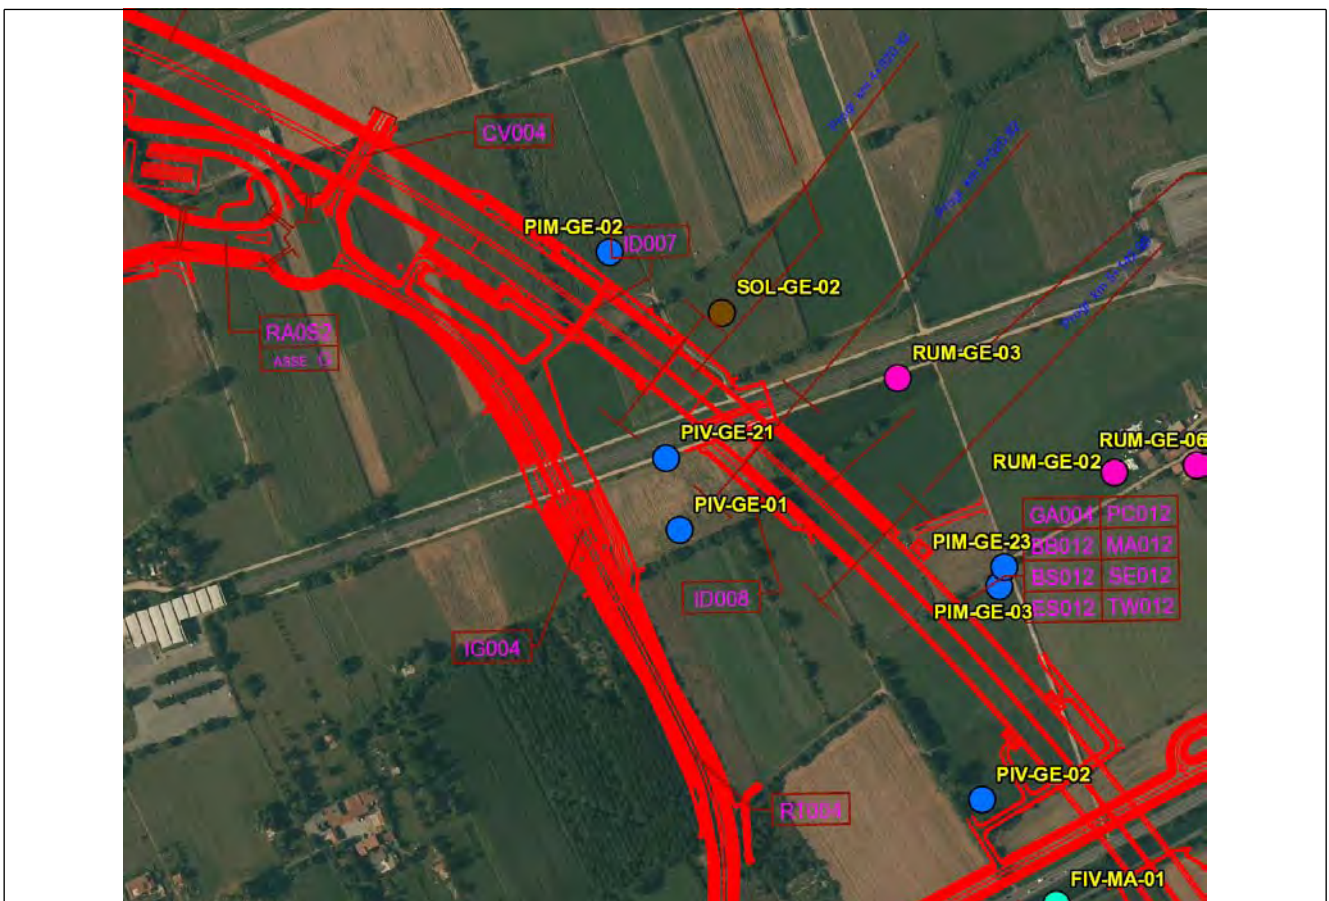 CV004
PIM-GE-02
ID007
SOL-GE-02
RA0S2
ASSE G
RUM-GE-03
PIV-GE-21
RUM-GE-06
RUM-GE-02
PIV-GE-01
GA004 PC012
PIM-GE-23
BB012 MA012
BS012 SE012
ID008
PIM-GE-03
ES012 TW012
IG004
PIV-GE-02
RT004
FIV-MA-01